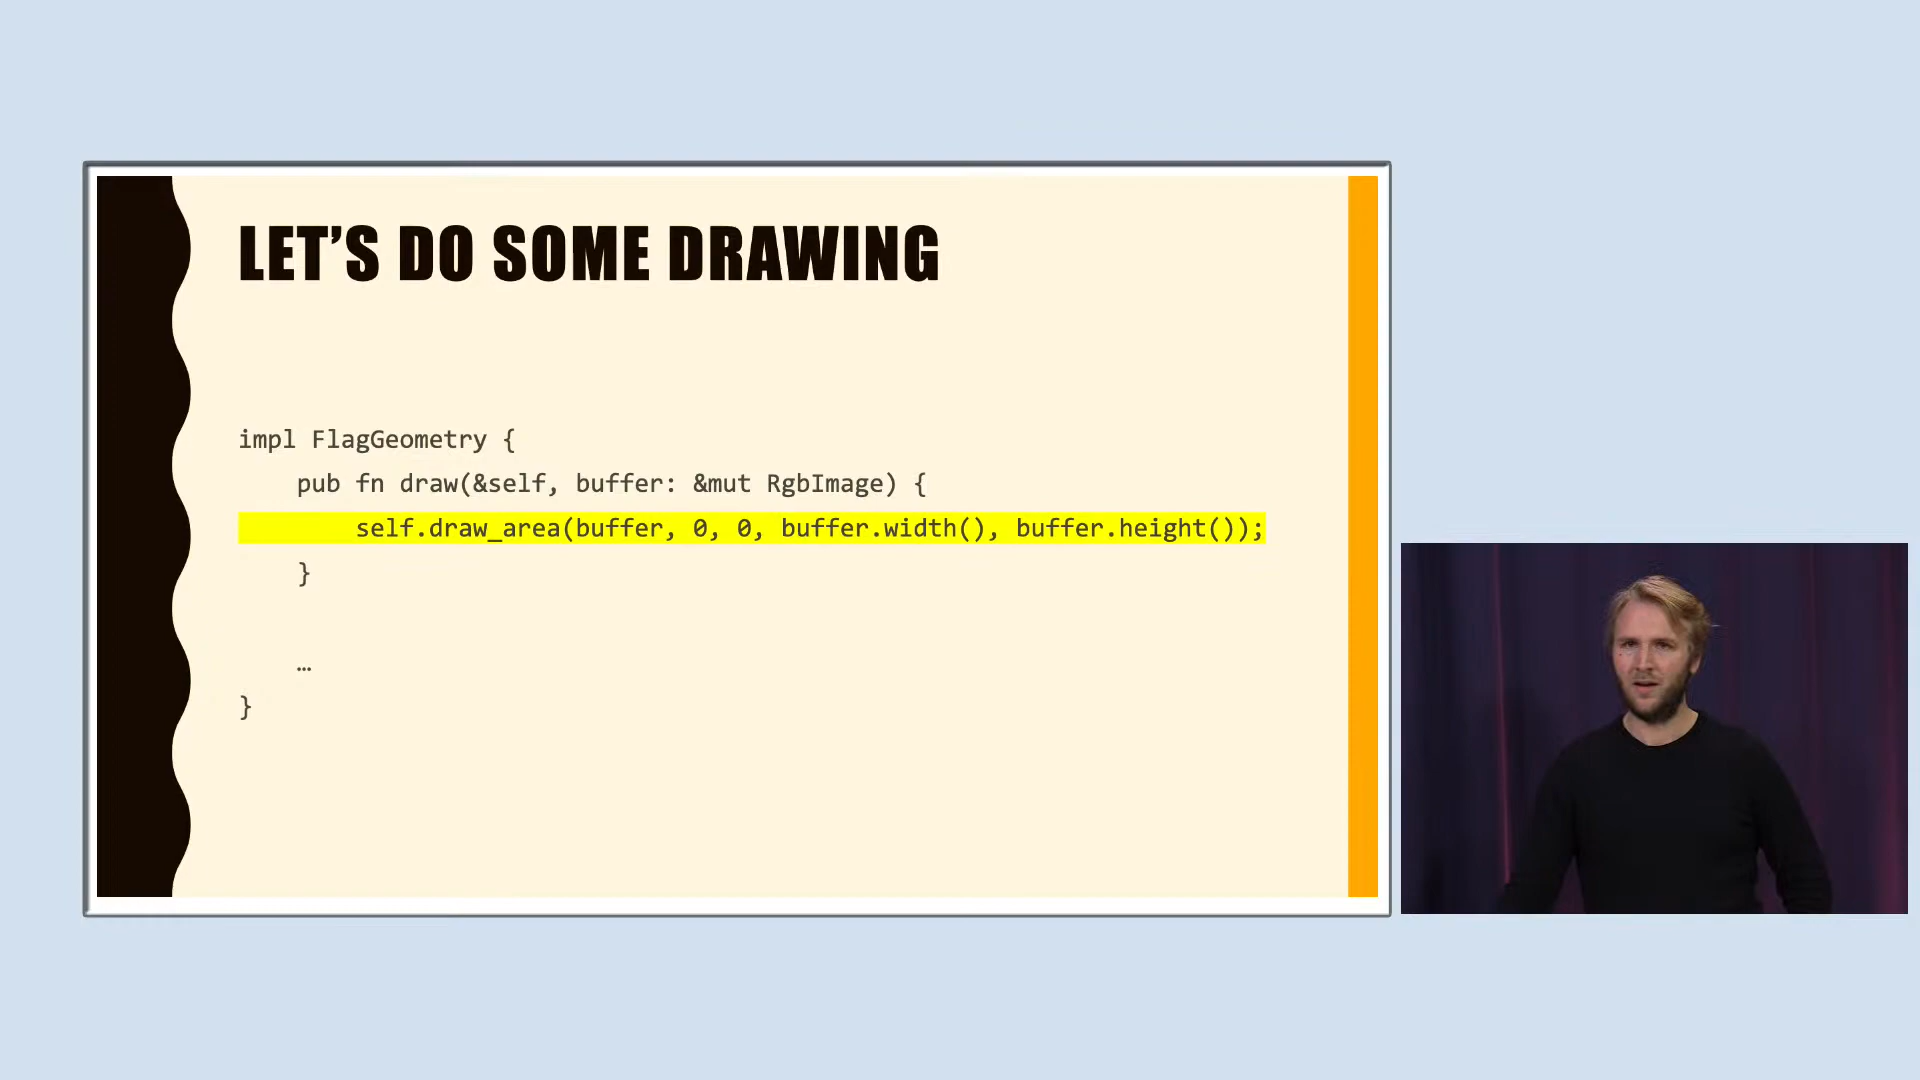 LET'S DO SOME DRAWING
impl FlagGeometry {
    pub fn draw(&self, buffer: &mut RgbImage) {
        self.draw_area(buffer, 0, 0, buffer.width(), buffer.height());
    }
    …
}